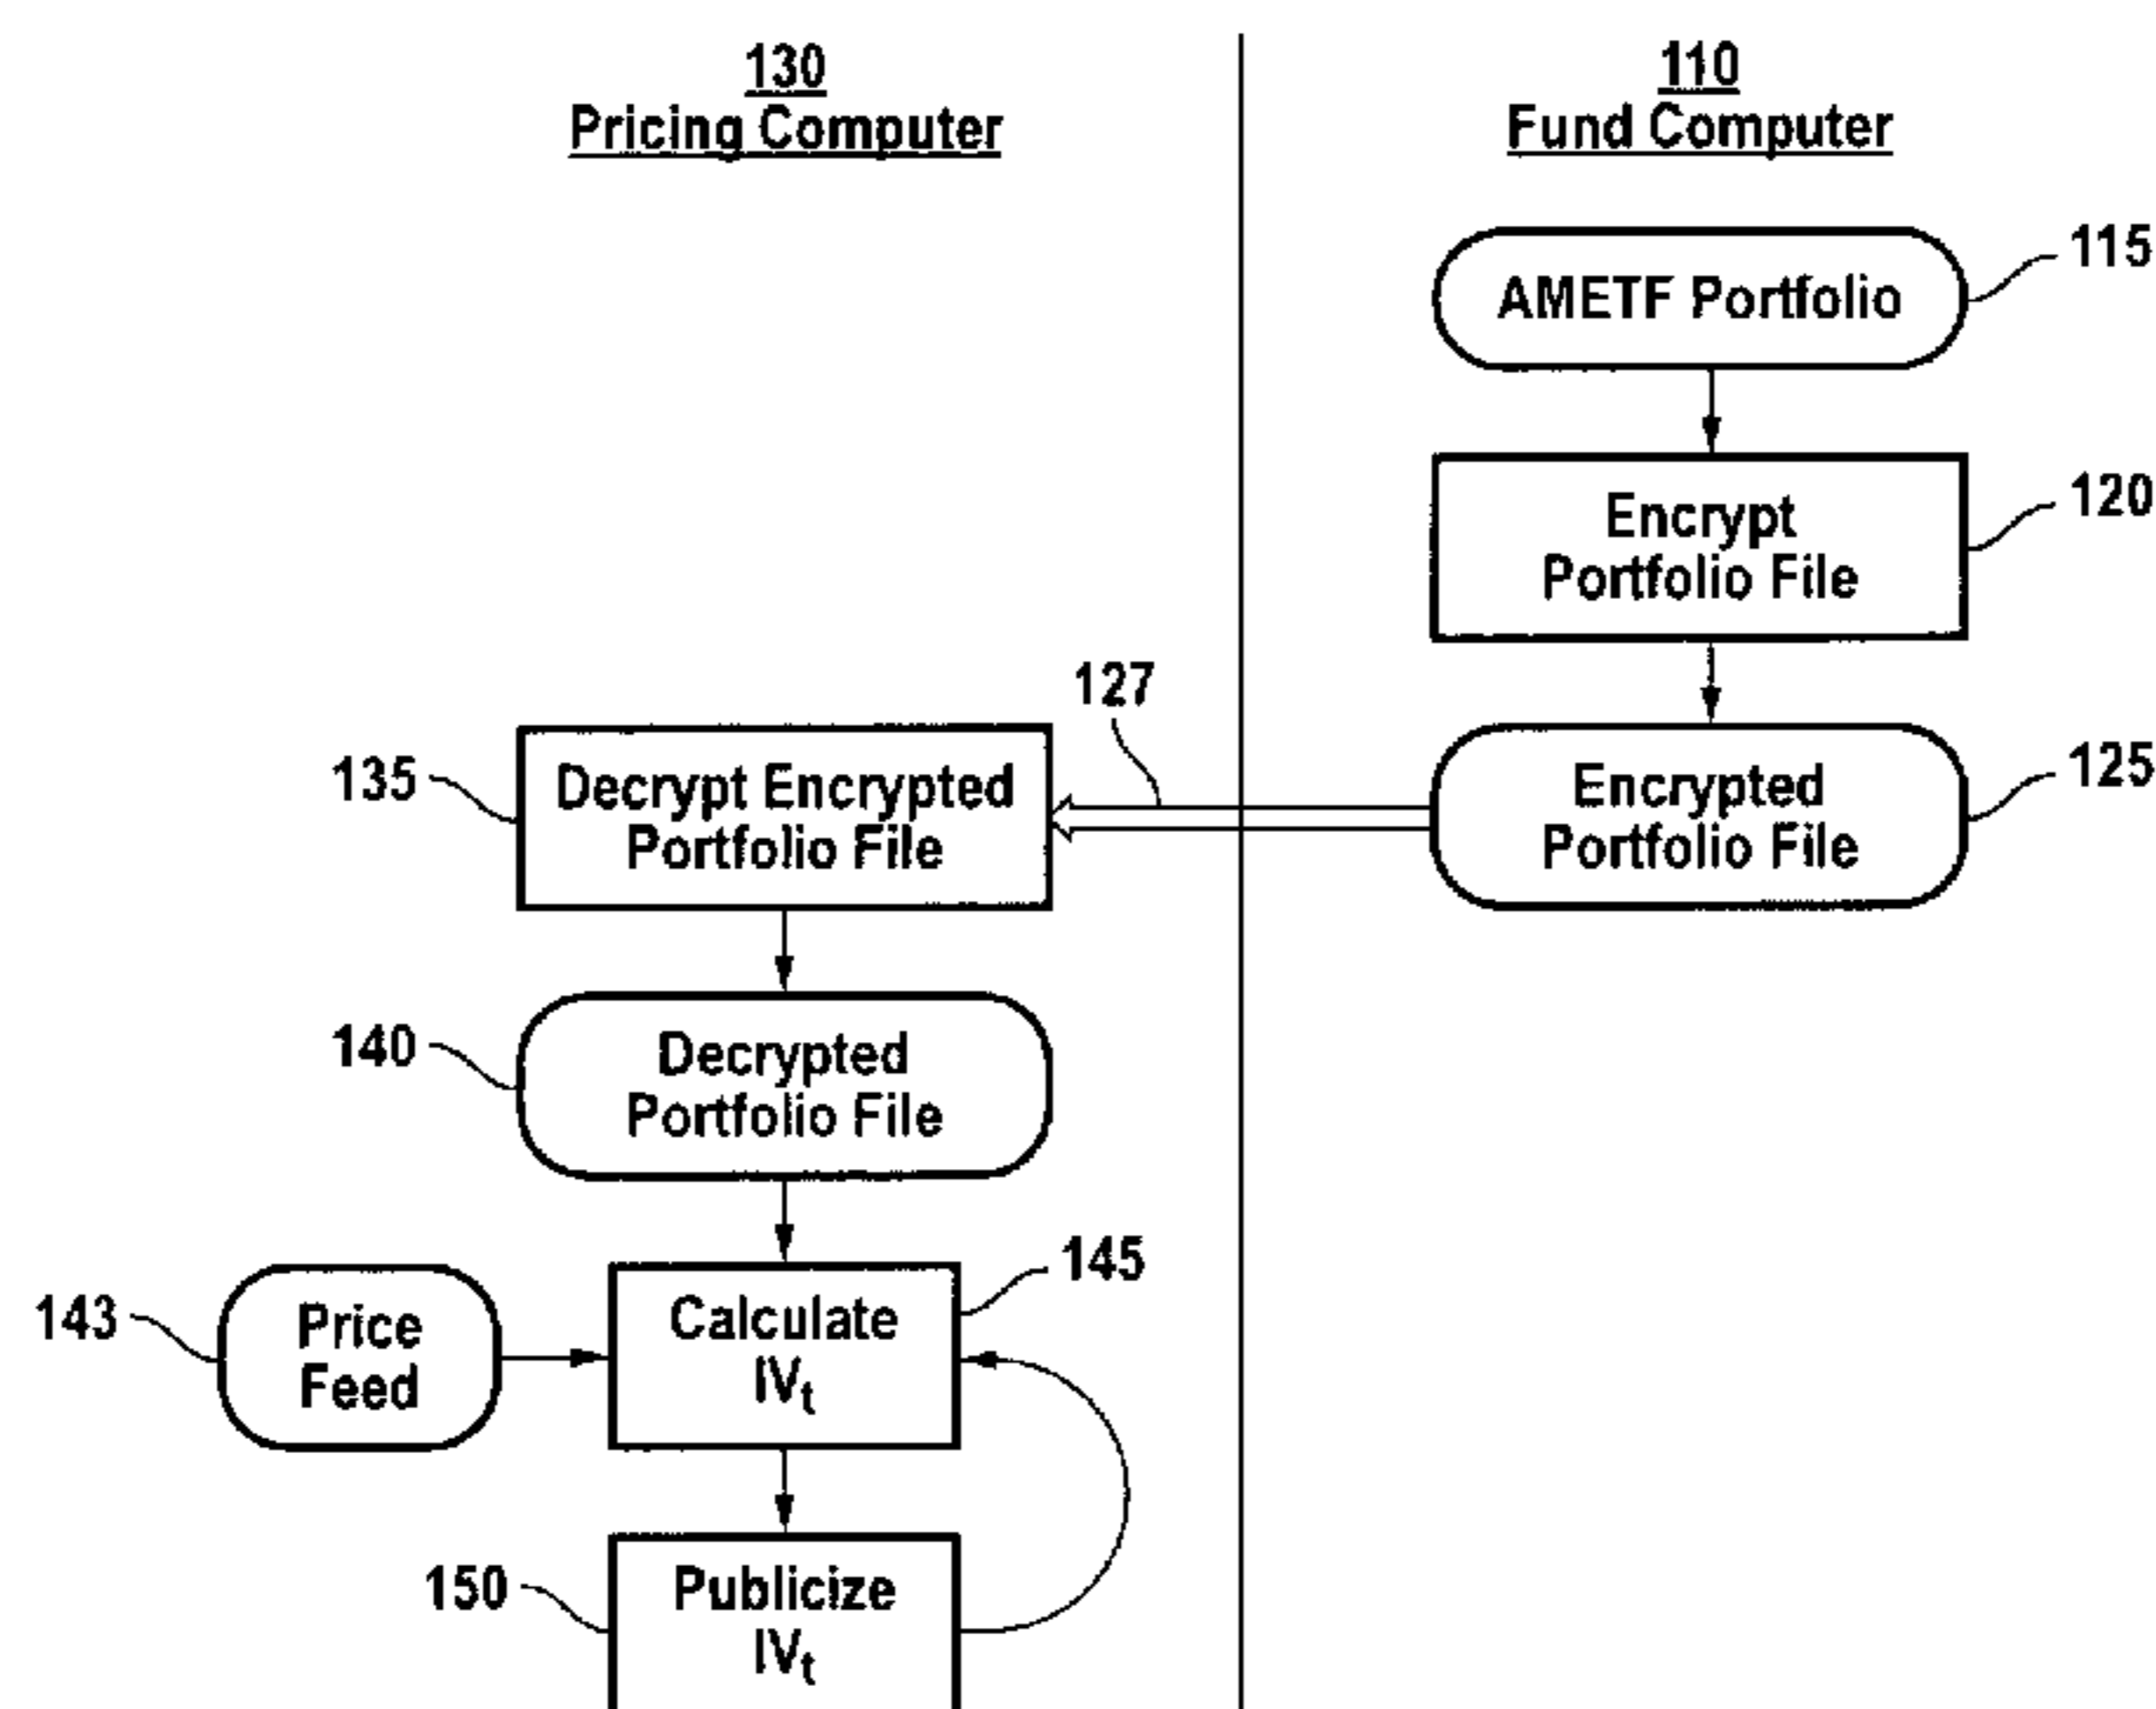 130
Pricing Computer
110
Fund Computer
AMETF Portfolio
115
Encrypt
Portfolio File
120
127
135
Decrypt Encrypted
Portfolio File
Encrypted
Portfolio File
125
140
Decrypted
Portfolio File
143
Price
Feed
Calculate
IVt
145
150
Publicize
IVt